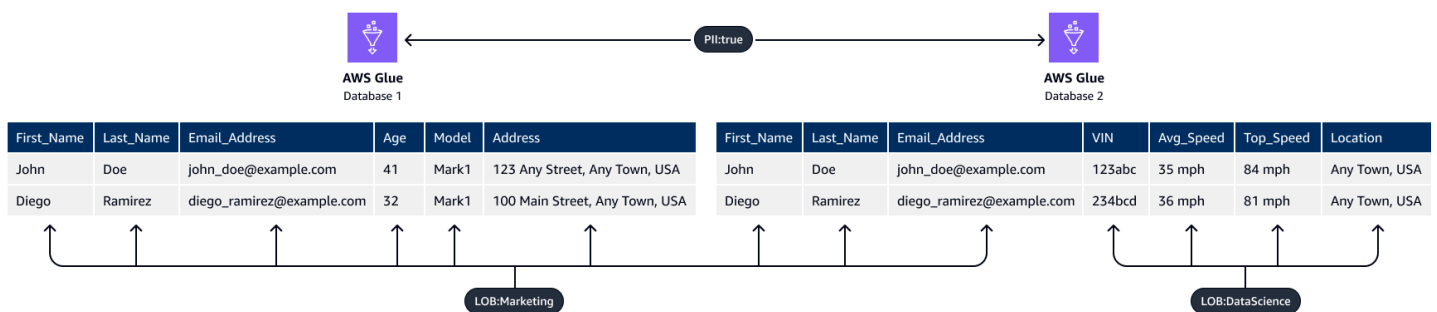 PII:true
AWS Glue
Database 1
AWS Glue
Database 2
First_Name Last_Name Email_Address Age Model Address
John Doe john_doe@example.com 41 Mark1 123 Any Street, Any Town, USA
Diego Ramirez diego_ramirez@example.com 32 Mark1 100 Main Street, Any Town, USA
First_Name Last_Name Email_Address VIN Avg_Speed Top_Speed Location
John Doe john_doe@example.com 123abc 35 mph 84 mph Any Town, USA
Diego Ramirez diego_ramirez@example.com 234bcd 36 mph 81 mph Any Town, USA
LOB:Marketing
LOB:DataScience